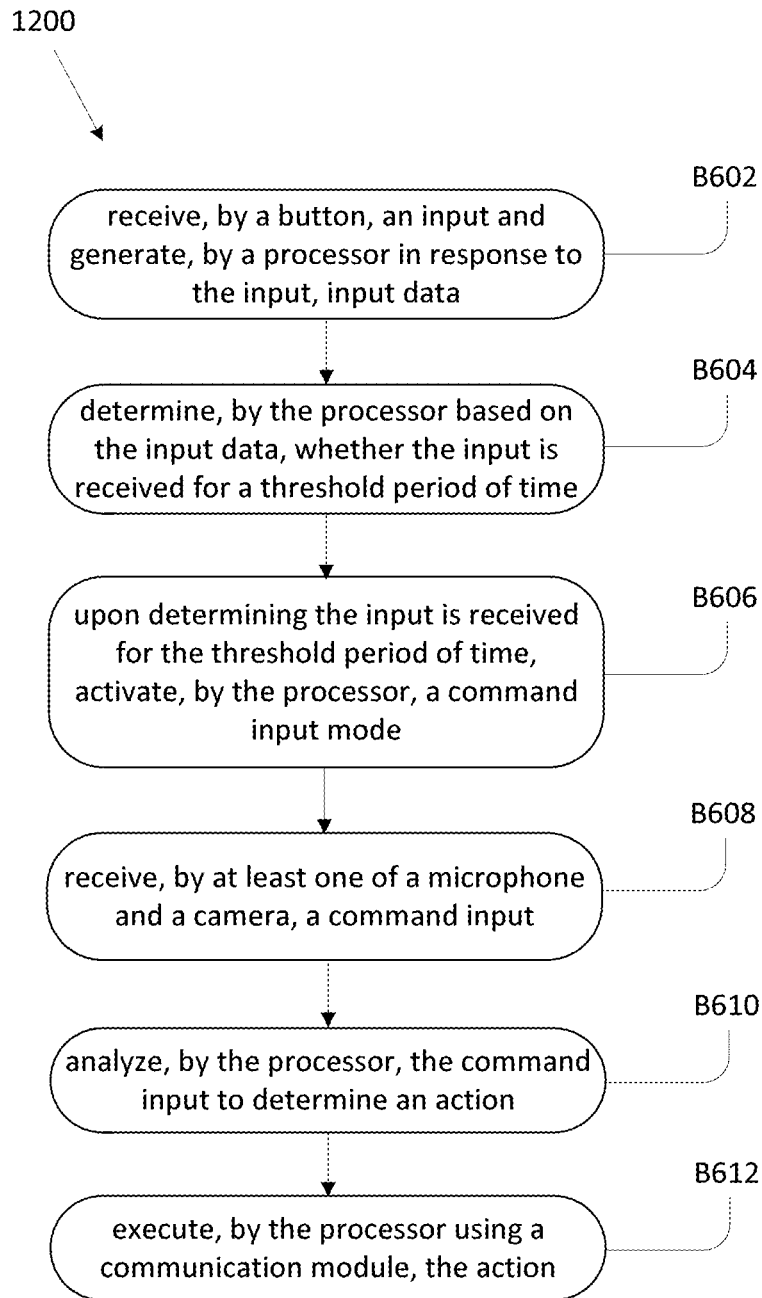 1200
B602
receive, by a button, an input and
generate, by a processor in response to
the input, input data
B604
determine, by the processor based on
the input data, whether the input is
received for a threshold period of time
B606
upon determining the input is received
for the threshold period of time,
activate, by the processor, a command
input mode
B608
receive, by at least one of a microphone
and a camera, a command input
B610
analyze, by the processor, the command
input to determine an action
B612
execute, by the processor using a
communication module, the action